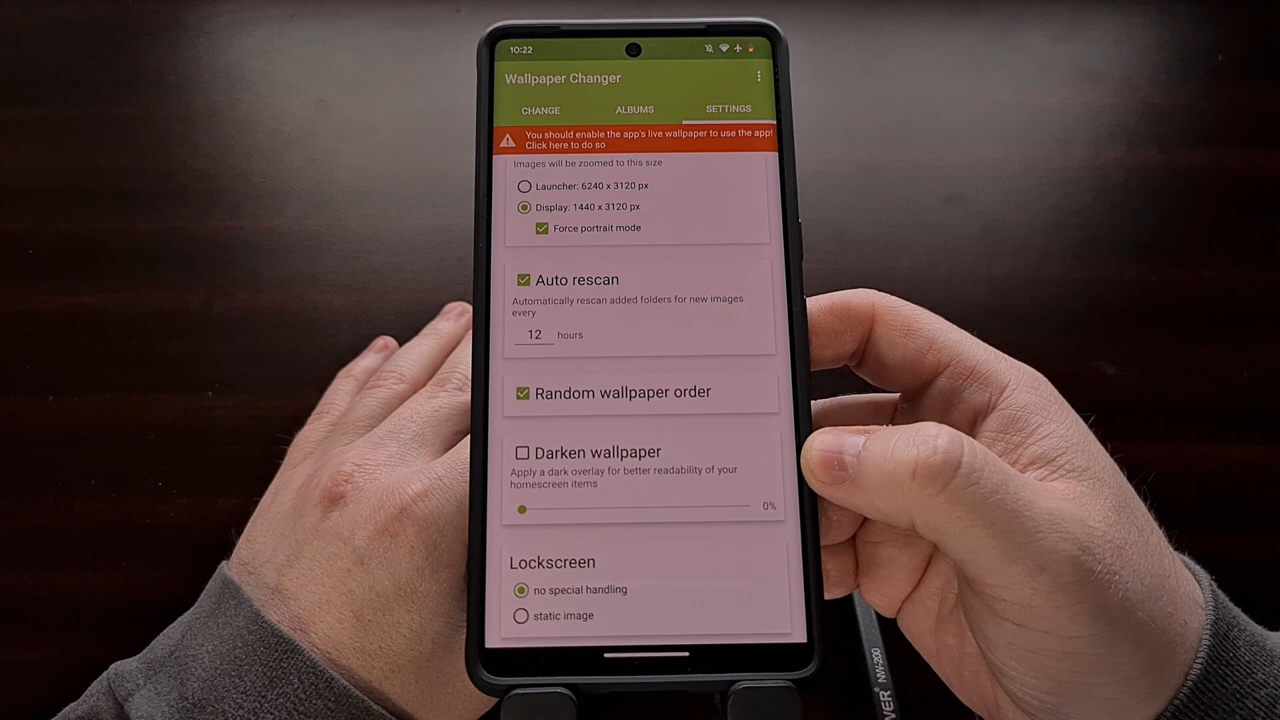 10:22
Wallpaper Changer
CHANGE ALBUMS SETTINGS
You should enable the app's live wallpaper to use the app!
Click here to do so
Images will be zoomed to this size
Launcher: 6240 x 3120 px
Display: 1440 x 3120 px
Force portrait mode
Auto rescan
Automatically rescan added folders for new images
every
12 hours
Random wallpaper order
Darken wallpaper
Apply a dark overlay for better readability of your
homescreen items
0%
Lockscreen
no special handling
static image
VER® NW-200